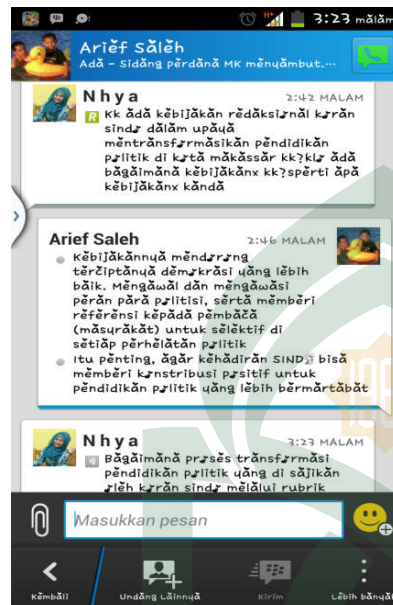 3:23 malam
Arief Saleh
Ada – Sidang perdana MK menyambut....
Nhya
2:42 MALAM
R Kk ada kebijakan redaksional koran
sindo dalam upaya
mentransformasikan pendidikan
politik di kota makassar kk?klo ada
bagaimana kebijakanx kk?sperti apa
kebijakanx kanda
Arief Saleh
2:46 MALAM
Kebijakannya mendorong
terciptanya demokrasi yang lebih
baik. Mengawal dan mengawasi
peran para politisi, serta memberi
referensi kepada pembaca
(masyrakat) untuk selektif di
setiap perhelatan politik
Itu penting, agar kehadiran SINDO bisa
memberi konstribusi positif untuk
pendidikan politik yang lebih bermartabat
Nhya
3:23 MALAM
Bagaimana proses transformasi
pendidikan politik yang di sajikan
oleh koran sindo melalui rubrik
Masukkan pesan
Kembali
Undang Lainnya
Kirim
Lebih banyak